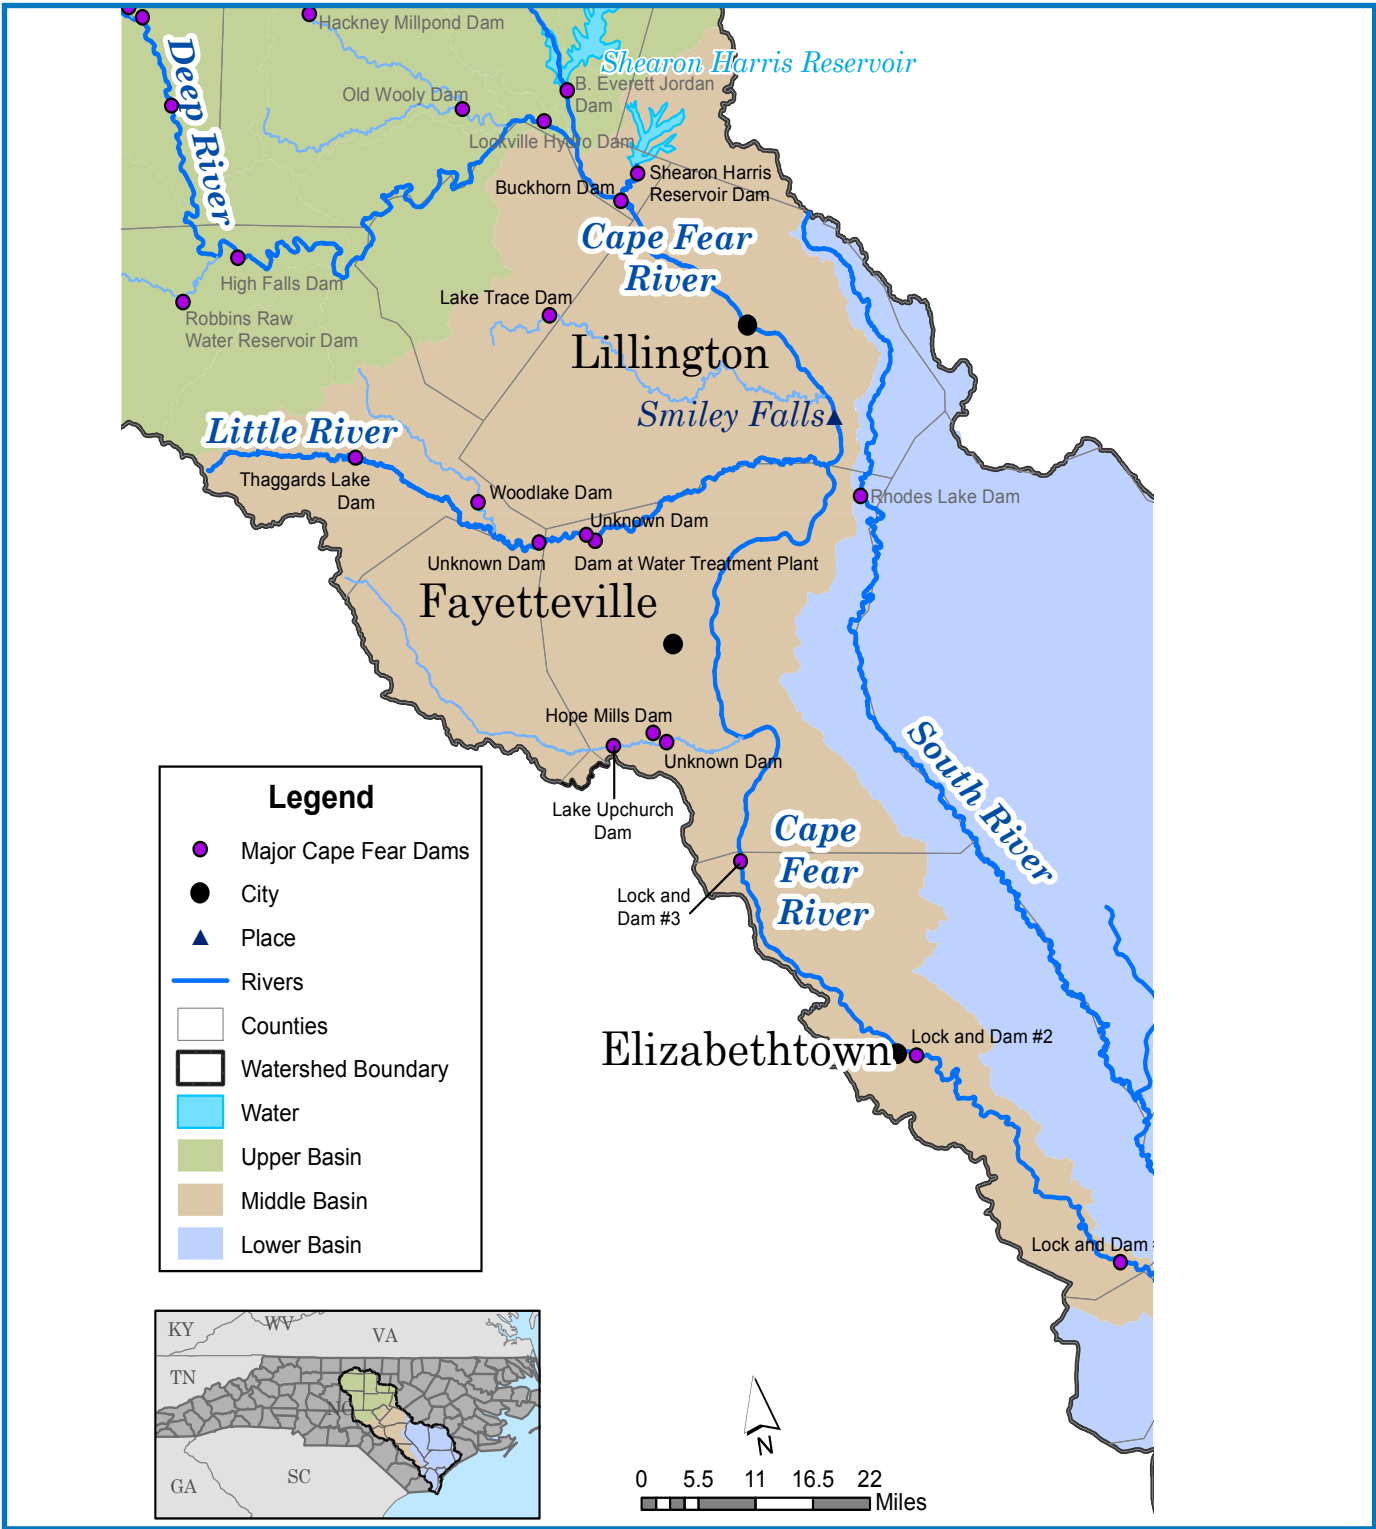 Hackney Millpond Dam
Deep River
Shearon Harris Reservoir
Old Wooly Dam
B. Everett Jordan
Dam
Lockville Hydro Dam
Shearon Harris
Reservoir Dam
Buckhorn Dam
Cape Fear
River
High Falls Dam
Lake Trace Dam
Robbins Raw
Water Reservoir Dam
Lillington
Smiley Falls
Little River
Thaggards Lake
Dam
Woodlake Dam
Rhodes Lake Dam
Unknown Dam
Unknown Dam
Dam at Water Treatment Plant
Fayetteville
Hope Mills Dam
Unknown Dam
South River
Lake Upchurch
Dam
Cape
Fear
River
Lock and
Dam #3
Elizabethtown
Lock and Dam #2
Lock and Dam
Legend
Major Cape Fear Dams
City
Place
Rivers
Counties
Watershed Boundary
Water
Upper Basin
Middle Basin
Lower Basin
KY
WV
VA
TN
NC
SC
GA
N
0 5.5 11 16.5 22
Miles